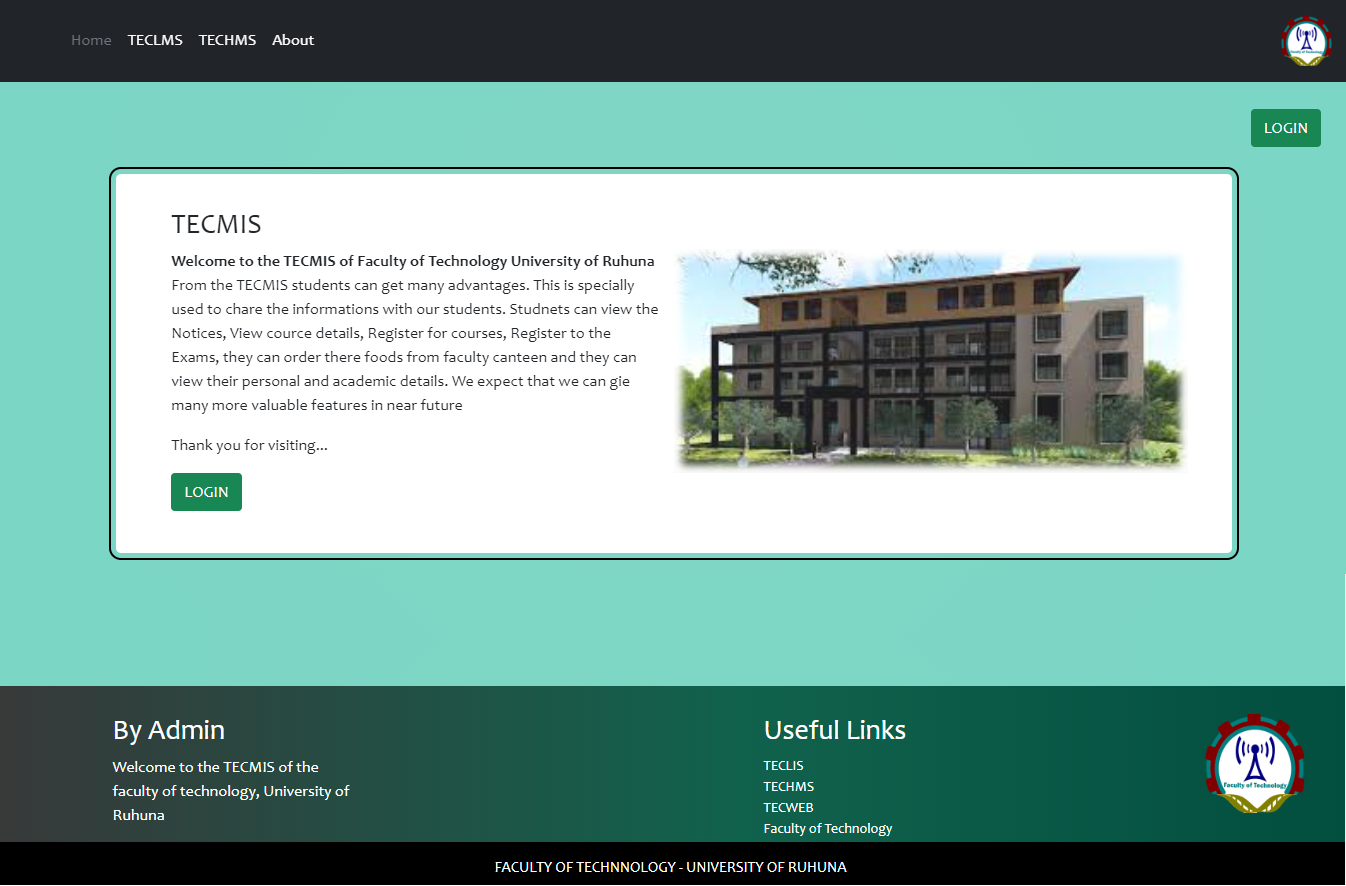 Home TECLMS TECHMS About
Faculty of Technology
LOGIN
TECMIS
Welcome to the TECMIS of Faculty of Technology University of Ruhuna
From the TECMIS students can get many advantages. This is specially
used to chare the informations with our students. Studnets can view the
Notices, View cource details, Register for courses, Register to the
Exams, they can order there foods from faculty canteen and they can
view their personal and academic details. We expect that we can gie
many more valuable features in near future
Thank you for visiting...
LOGIN
By Admin
Welcome to the TECMIS of the
faculty of technology, University of
Ruhuna
Useful Links
TECLIS
TECHMS
TECWEB
Faculty of Technology
Faculty of Technology
FACULTY OF TECHNNOLOGY - UNIVERSITY OF RUHUNA